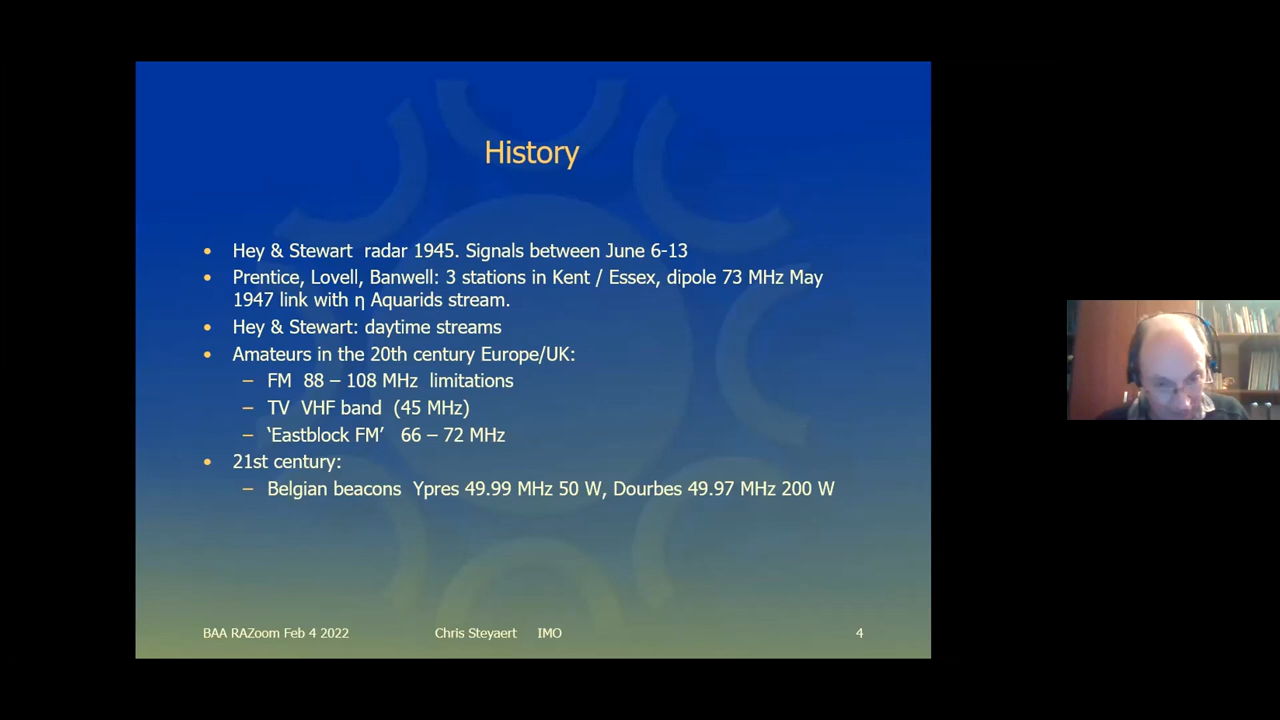 History
• Hey & Stewart radar 1945. Signals between June 6-13
• Prentice, Lovell, Banwell: 3 stations in Kent / Essex, dipole 73 MHz May
1947 link with η Aquarids stream.
• Hey & Stewart: daytime streams
• Amateurs in the 20th century Europe/UK:
– FM 88 – 108 MHz limitations
– TV VHF band (45 MHz)
– ‘Eastblock FM’ 66 – 72 MHz
• 21st century:
– Belgian beacons Ypres 49.99 MHz 50 W, Dourbes 49.97 MHz 200 W
BAA RAZoom Feb 4 2022 Chris Steyaert IMO 4